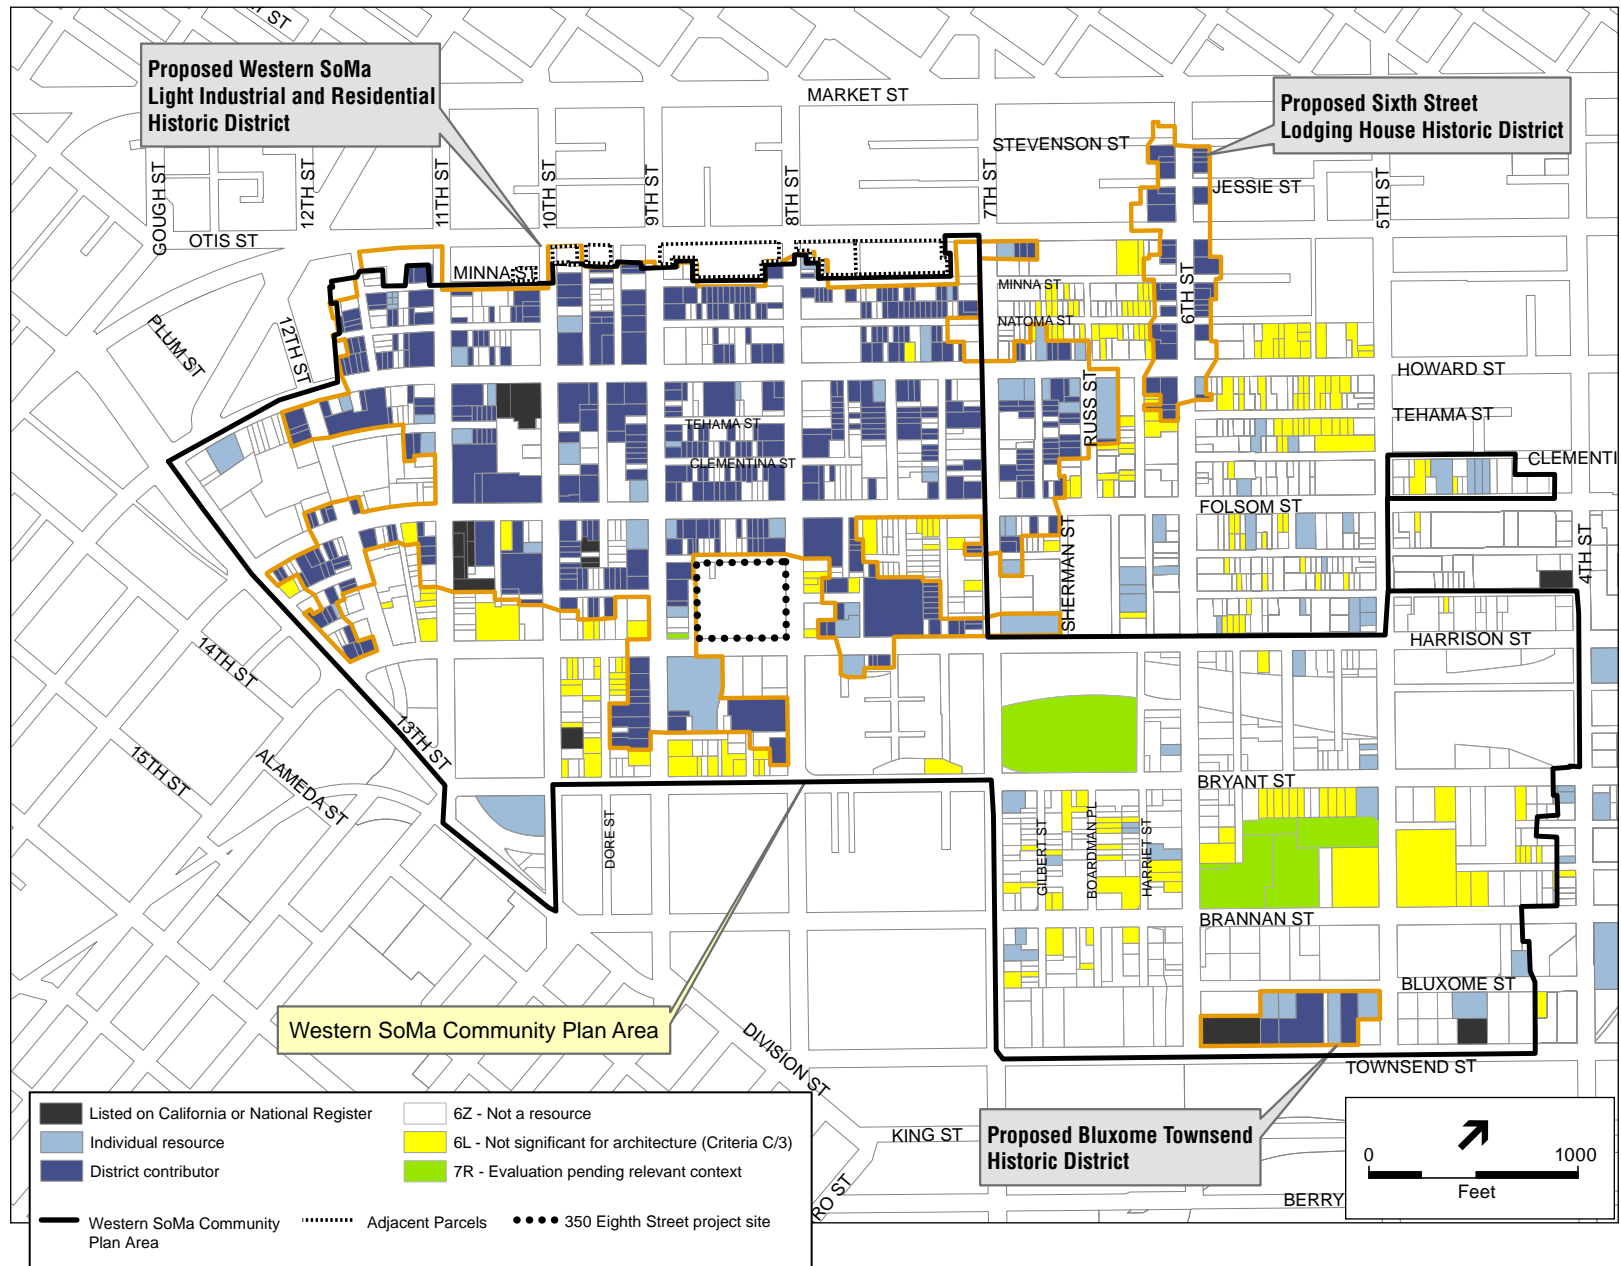 ST
Proposed Western SoMa
Light Industrial and Residential
Historic District
MARKET ST
Proposed Sixth Street
Lodging House Historic District
STEVENSON ST
JESSIE ST
GOUGH ST
12TH ST
11TH ST
10TH ST
9TH ST
8TH ST
7TH ST
5TH ST
OTIS ST
MINNA ST
MINNA ST
6TH ST
NATOMA ST
PLUM ST
12TH ST
HOWARD ST
RUSS ST
TEHAMA ST
TEHAMA ST
CLEMENTINA ST
CLEMENTI
FOLSOM ST
SHERMAN ST
4TH ST
HARRISON ST
14TH ST
13TH ST
15TH ST
ALAMEDA ST
BRYANT ST
DORE ST
GILBERT ST
BOARDMAN PL
HARRIET ST
BRANNAN ST
BLUXOME ST
Western SoMa Community Plan Area
DIVISION ST
TOWNSEND ST
KING ST
Proposed Bluxome Townsend
Historic District
RO ST
BERRY
Listed on California or National Register
Individual resource
District contributor
6Z - Not a resource
6L - Not significant for architecture (Criteria C/3)
7R - Evaluation pending relevant context
Western SoMa Community
Plan Area
Adjacent Parcels
350 Eighth Street project site
0 1000
Feet